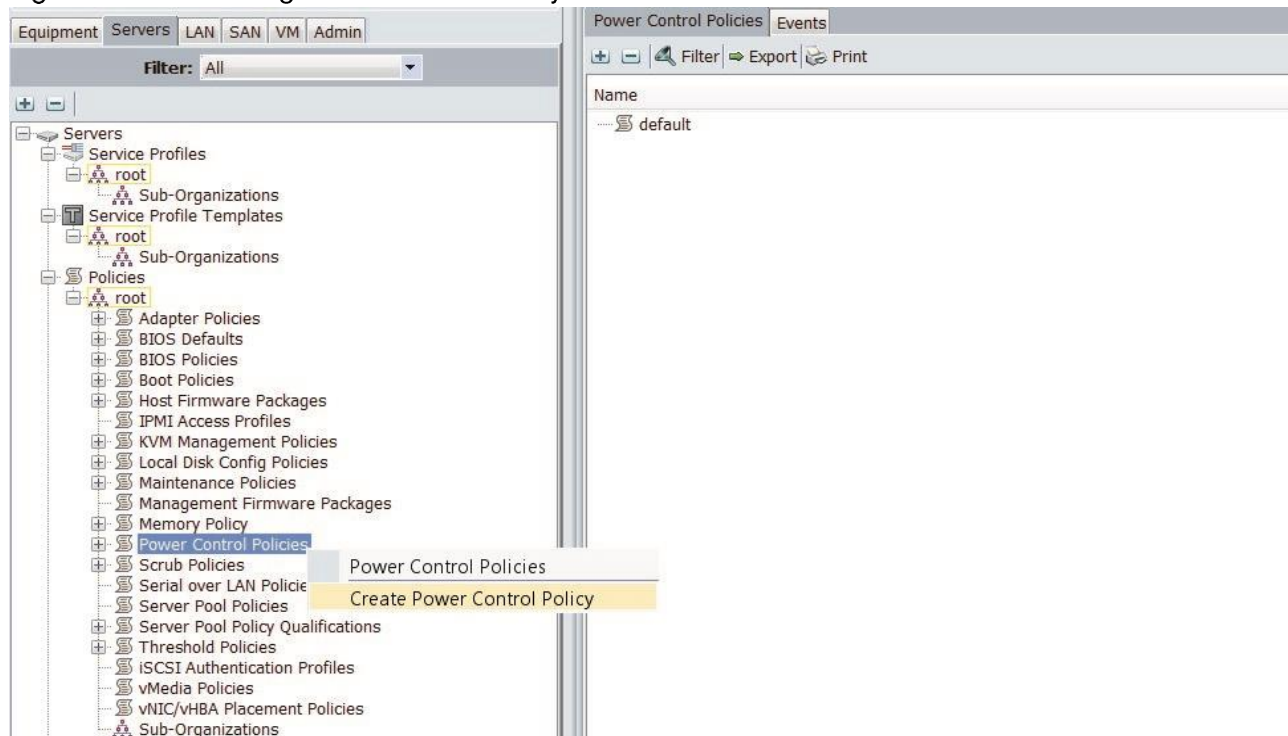 Equipment Servers LAN SAN VM Admin
Filter: All
Servers
Service Profiles
root
Sub-Organizations
Service Profile Templates
root
Sub-Organizations
Policies
root
Adapter Policies
BIOS Defaults
BIOS Policies
Boot Policies
Host Firmware Packages
IPMI Access Profiles
KVM Management Policies
Local Disk Config Policies
Maintenance Policies
Management Firmware Packages
Memory Policy
Power Control Policies
Scrub Policies
Serial over LAN Policie
Server Pool Policies
Server Pool Policy Qualifications
Threshold Policies
iSCSI Authentication Profiles
vMedia Policies
vNIC/vHBA Placement Policies
Sub-Organizations
Power Control Policies
Create Power Control Policy
Power Control Policies Events
Filter Export Print
Name
default